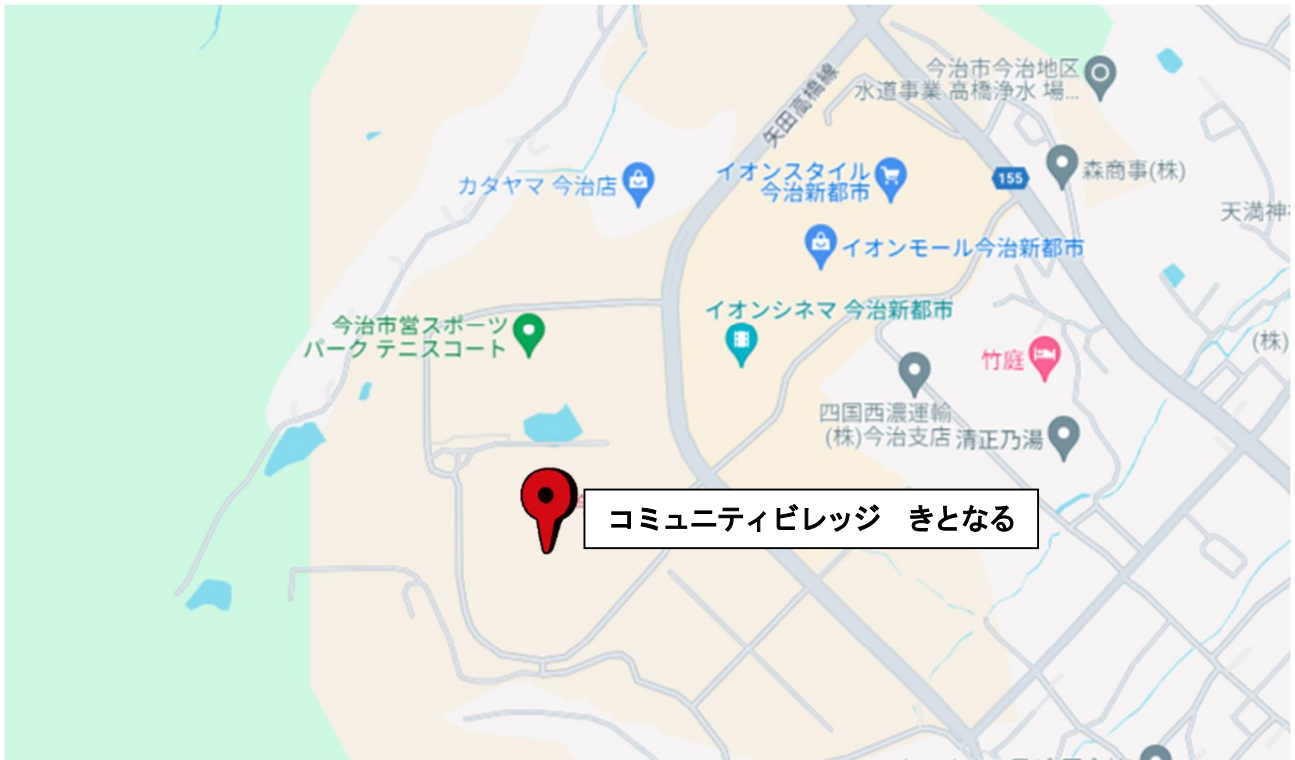 今治市今治地区
水道事業 高橋浄水 場...
矢田高橋線
イオンスタイル
今治新都市
155
森商事(株)
カタヤマ 今治店
天満神
イオンモール今治新都市
イオンシネマ 今治新都市
今治市営スポーツ
パーク テニスコート
(株)
竹庭
四国西濃運輸
(株)今治支店
清正乃湯
コミュニティビレッジ　きとなる